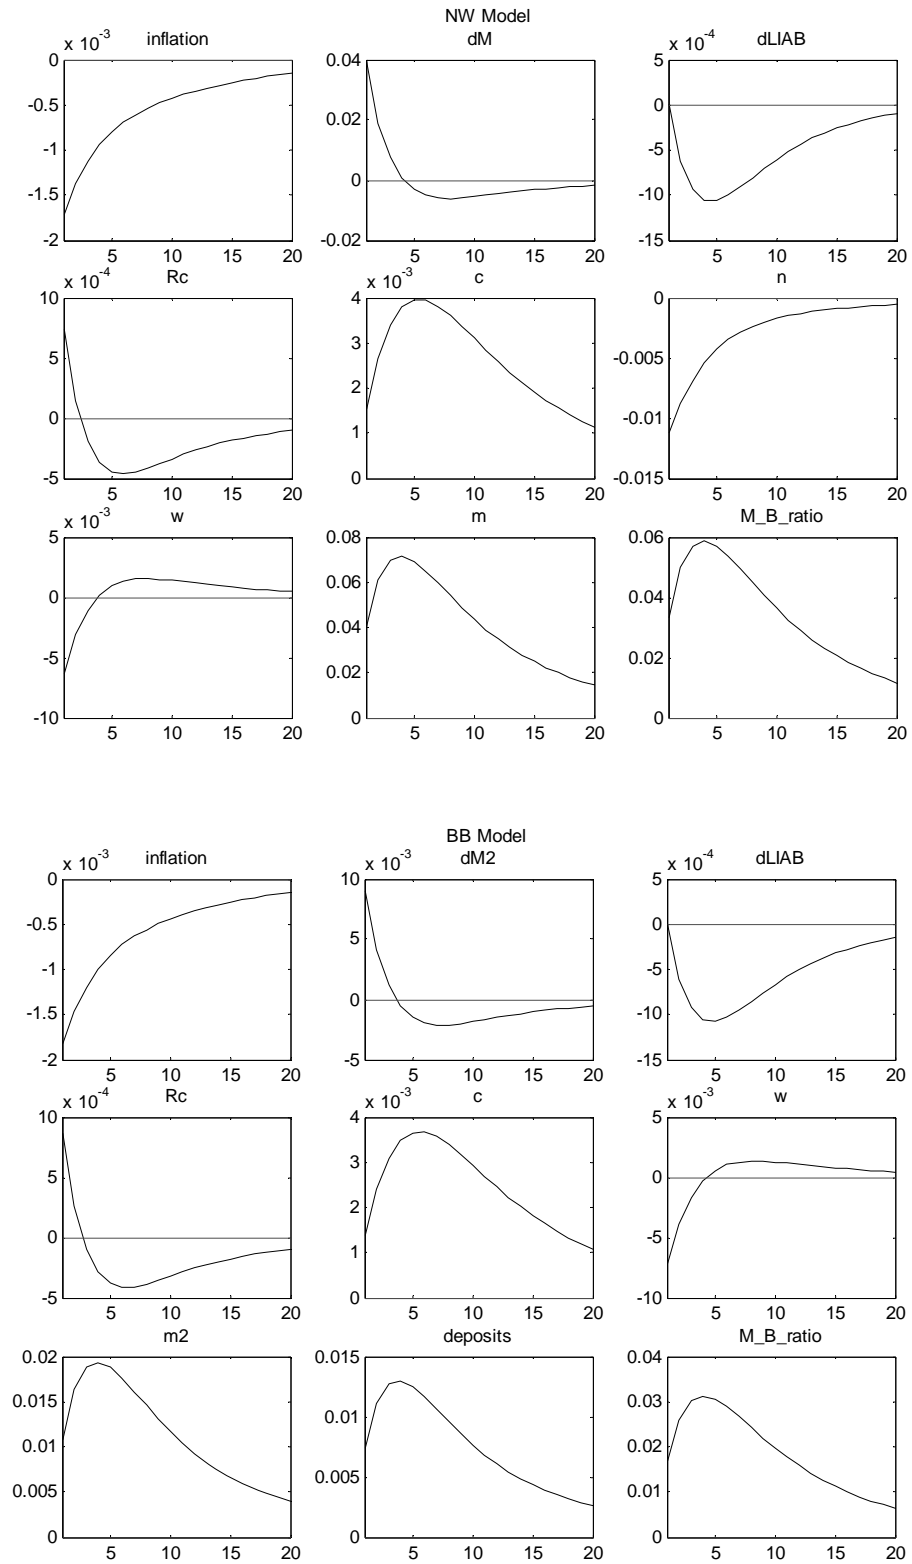 NW Model
x 10-3 inflation dM x 10-4 dLIAB
0 0.04 5
-0.5 0.02 0
-1 0 -5
-1.5 -10
-2 -0.02 -15
5 10 15 20 5 10 15 20 5 10 15 20
x 10-4 Rc x 10-3 c n
10 4 0
5 3 -0.005
0 2 -0.01
1
-5 0 -0.015
5 10 15 20 5 10 15 20 5 10 15 20
x 10-3 w m M_B_ratio
5 0.08 0.06
0 0.06 0.04
-5 0.04 0.02
0.02
-10 0 0
5 10 15 20 5 10 15 20 5 10 15 20
BB Model
x 10-3 inflation x 10-3 dM2 x 10-4 dLIAB
0 10 5
-0.5 5 0
-1 0 -5
-1.5 -10
-2 -5 -15
5 10 15 20 5 10 15 20 5 10 15 20
x 10-4 Rc x 10-3 c x 10-3 w
10 4 5
5 3 0
0 2 -5
1
-5 0 -10
5 10 15 20 5 10 15 20 5 10 15 20
m2 deposits M_B_ratio
0.02 0.015 0.04
0.015 0.01 0.03
0.01 0.005 0.02
0.005 0.01
0 0 0
5 10 15 20 5 10 15 20 5 10 15 20